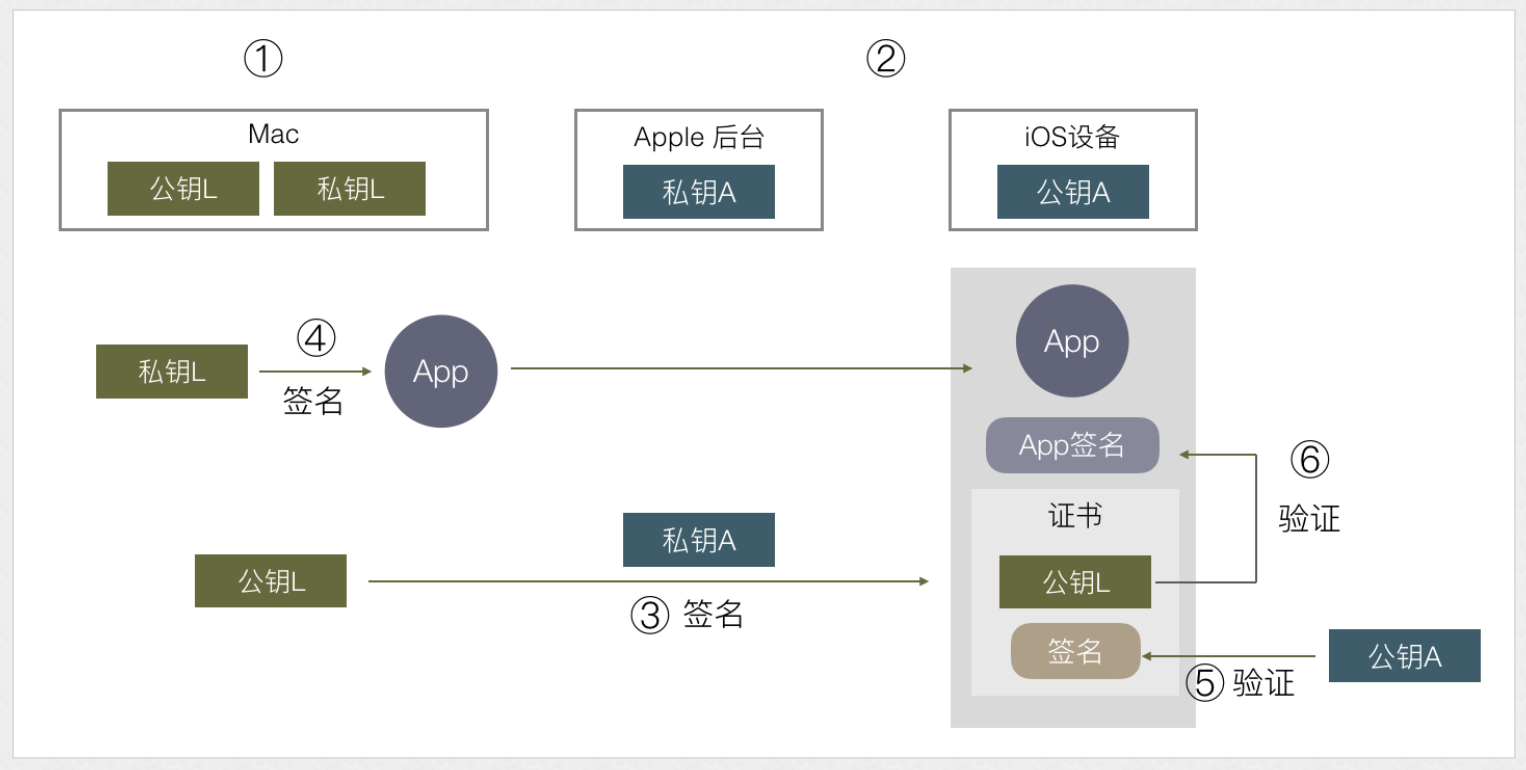 ①
②
Mac
公钥L
私钥L
Apple 后台
私钥A
iOS设备
公钥A
④
私钥L
签名
App
App
App签名
⑥
验证
证书
私钥A
公钥L
③ 签名
公钥L
签名
⑤ 验证
公钥A